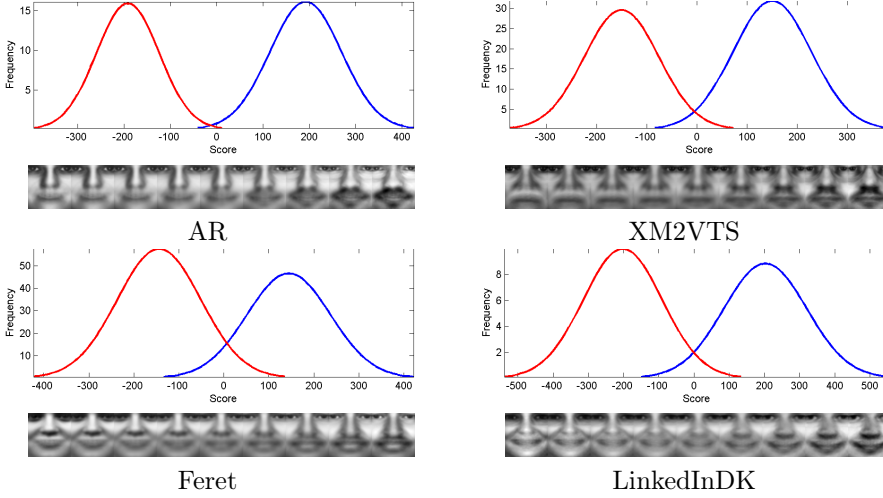 15
10
5
Frequency
-300 -200 -100 0 100 200 300 400
Score
AR
30
25
20
15
10
5
Frequency
-300 -200 -100 0 100 200 300
Score
XM2VTS
50
40
30
20
10
Frequency
-400 -300 -200 -100 0 100 200 300 400
Score
Feret
8
6
4
2
Frequency
-500 -400 -300 -200 -100 0 100 200 300 400 500
Score
LinkedInDK